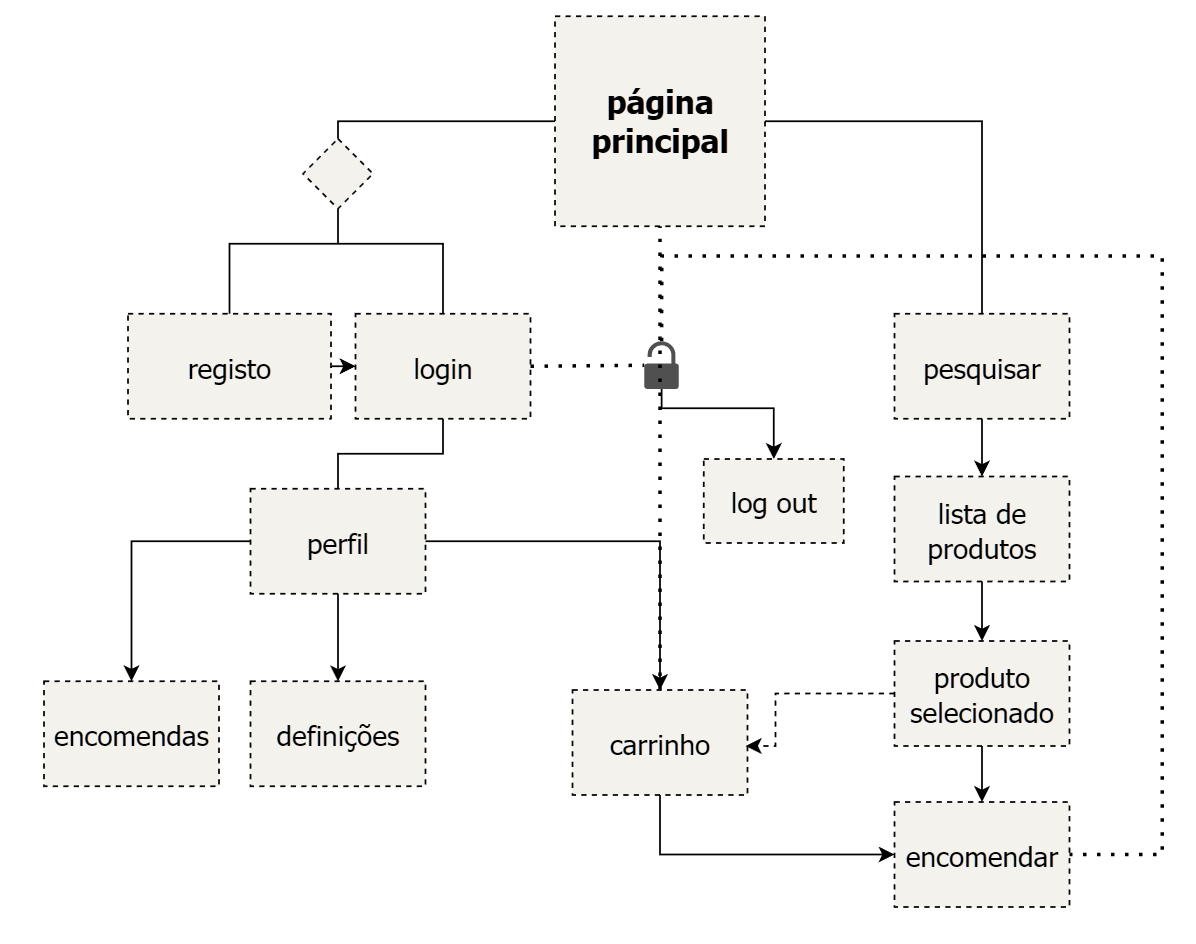 página
principal
registo
login
pesquisar
log out
lista de
produtos
perfil
produto
selecionado
encomendas
definições
carrinho
encomendar